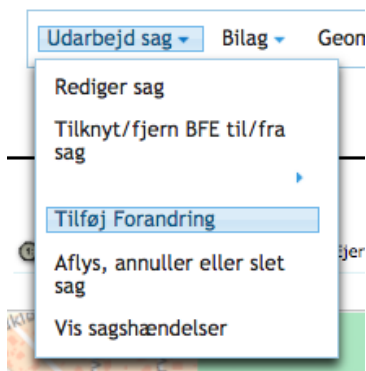 Udarbejd sag Bilag Geom
Rediger sag
Tilknyt/fjern BFE til/fra
sag
Tilføj Forandring
Ejer
Aflys, annuller eller slet
sag
Vis sagshændelser